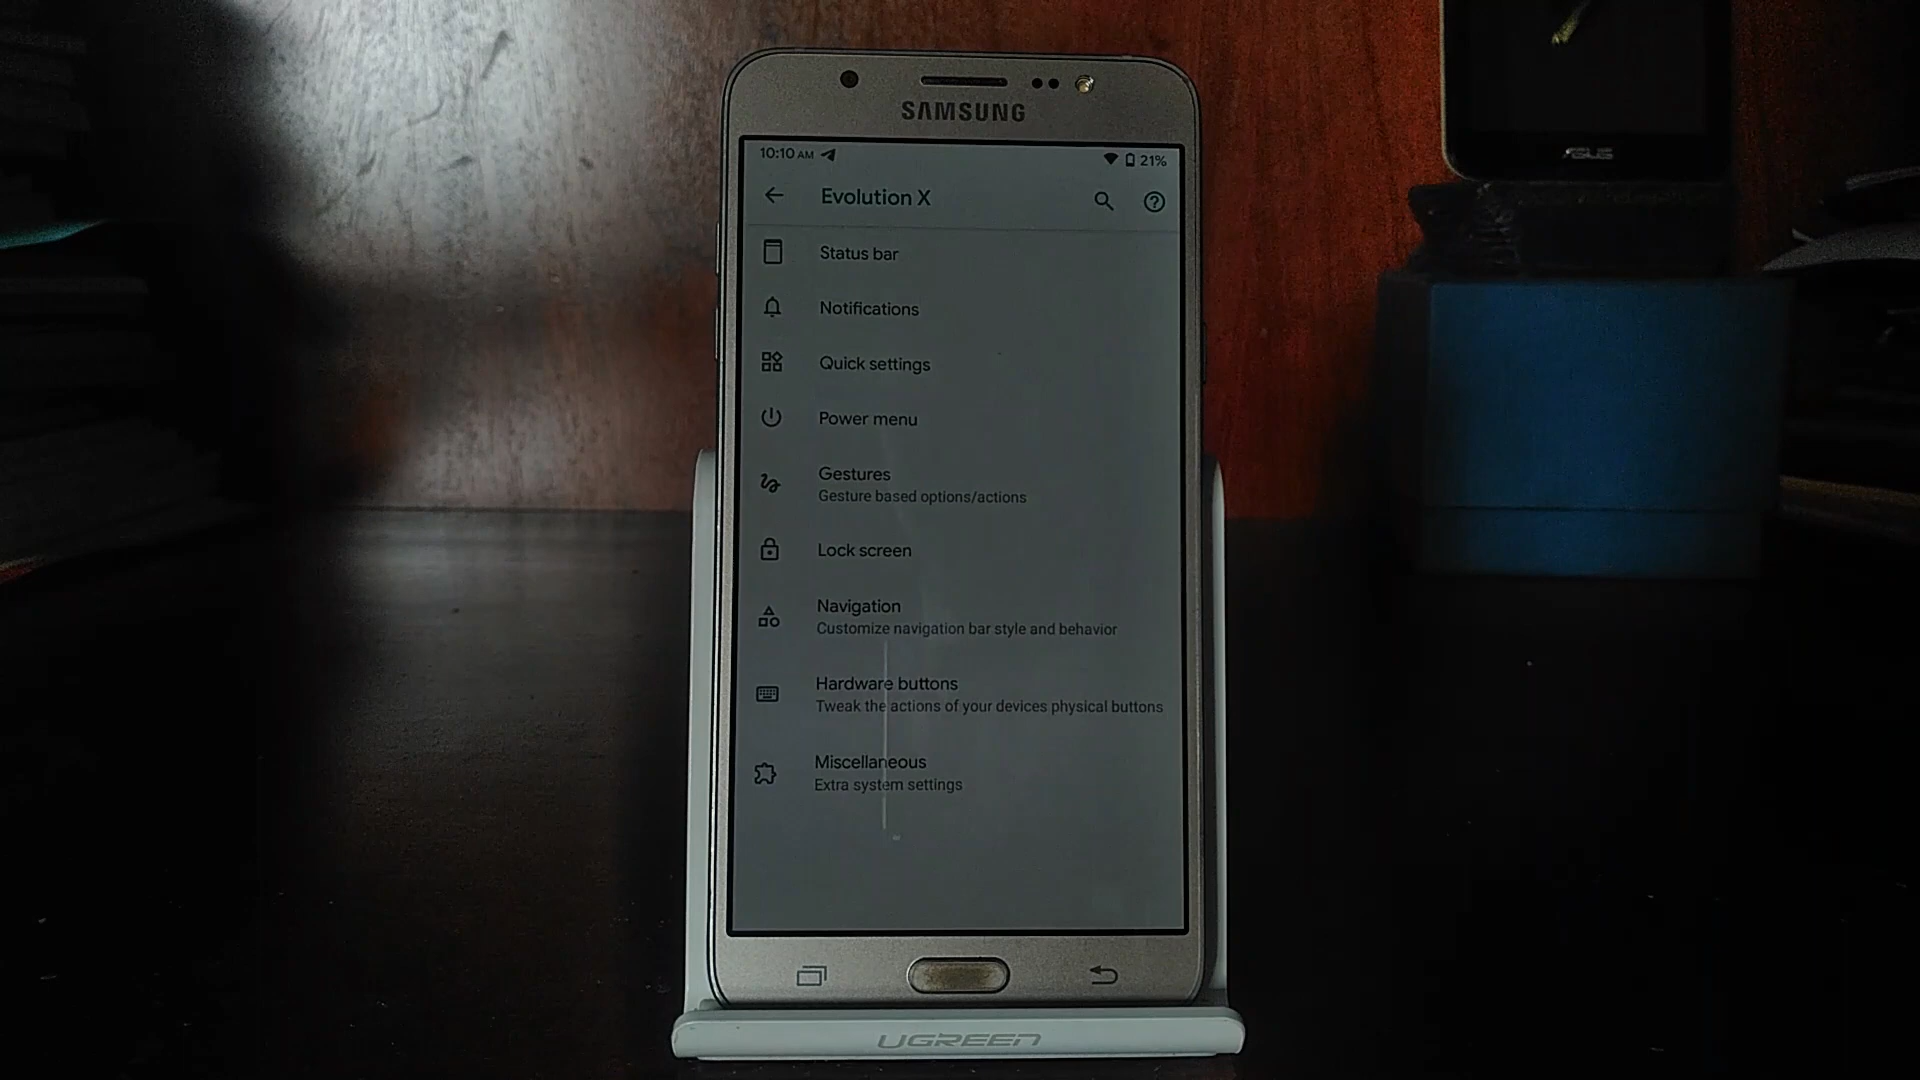 SAMSUNG
10:10 AM
21%
Evolution X
Status bar
Notifications
Quick settings
Power menu
Gestures
Gesture based options/actions
Lock screen
Navigation
Customize navigation bar style and behavior
Hardware buttons
Tweak the actions of your devices physical buttons
Miscellaneous
Extra system settings
UGREEN
ASUS